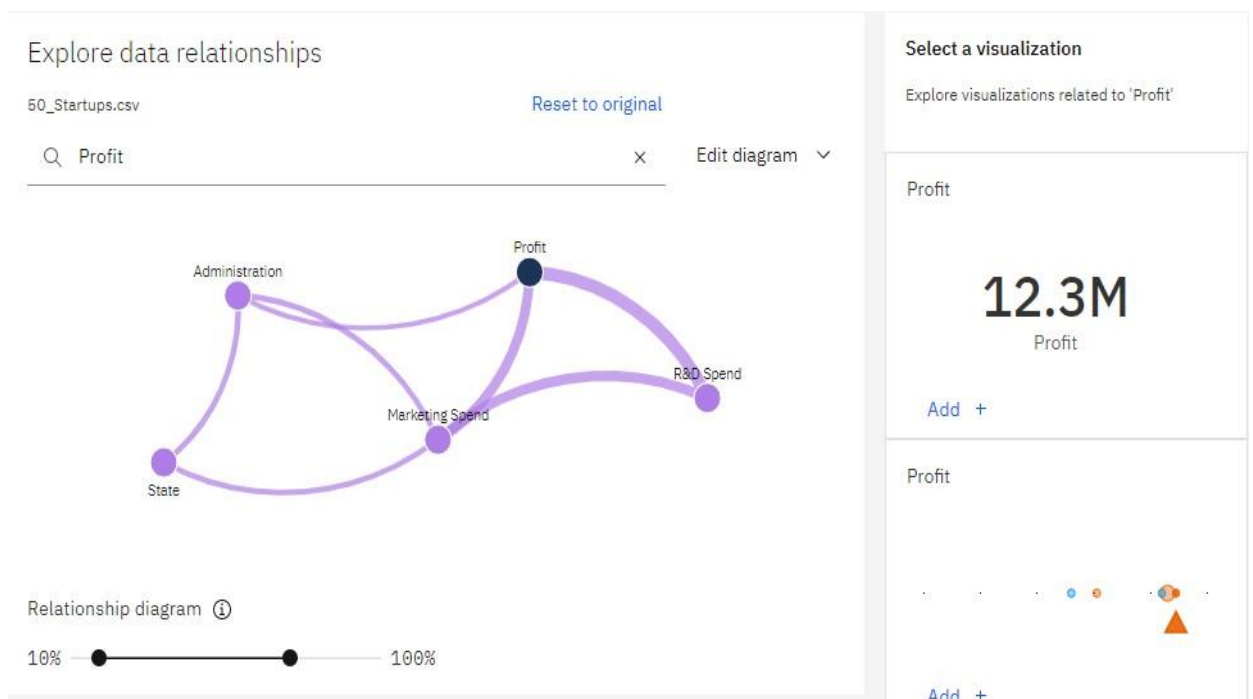 Explore data relationships
50_Startups.csv
Reset to original
Profit
×
Edit diagram
Profit
Administration
R&D Spend
Marketing Spend
State
Relationship diagram
10%
100%
Select a visualization
Explore visualizations related to 'Profit'
Profit
12.3M
Profit
Add +
Profit
Add +